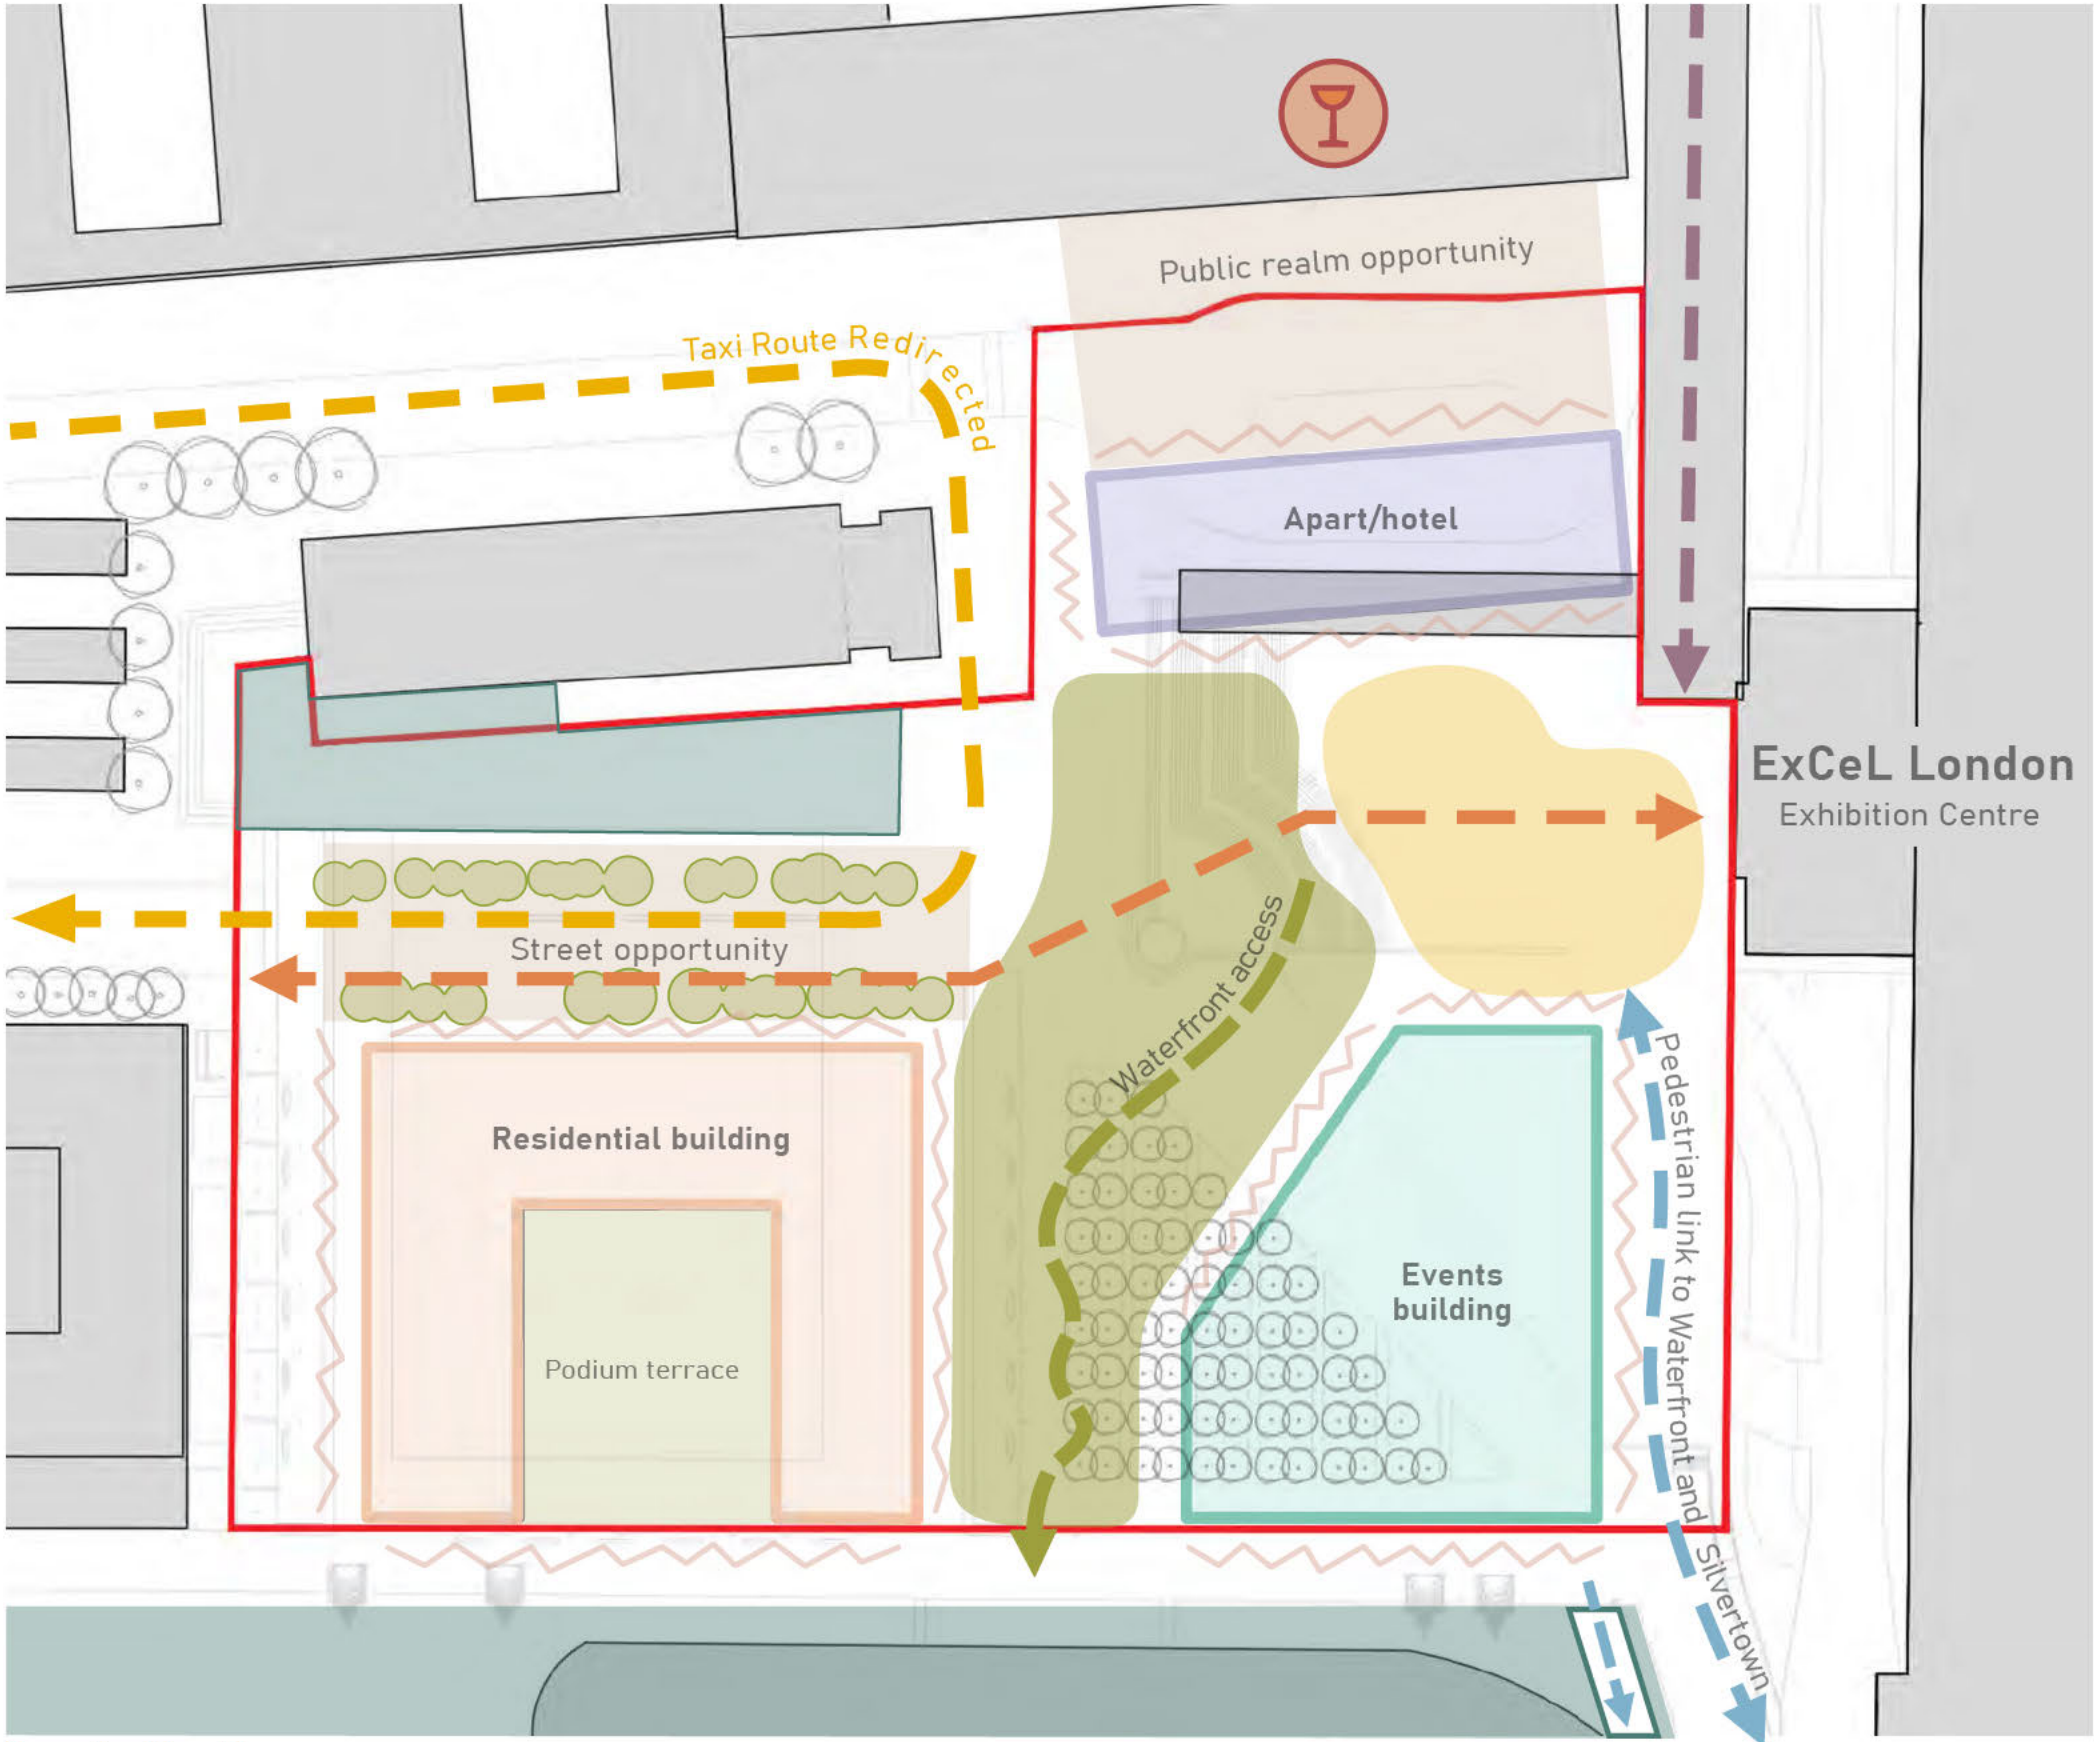 Public realm opportunity
Taxi Route Redirected
Apart/hotel
ExCeL London
Exhibition Centre
Street opportunity
Waterfront access
Pedestrian link to Waterfront and Silvertown
Residential building
Events
building
Podium terrace